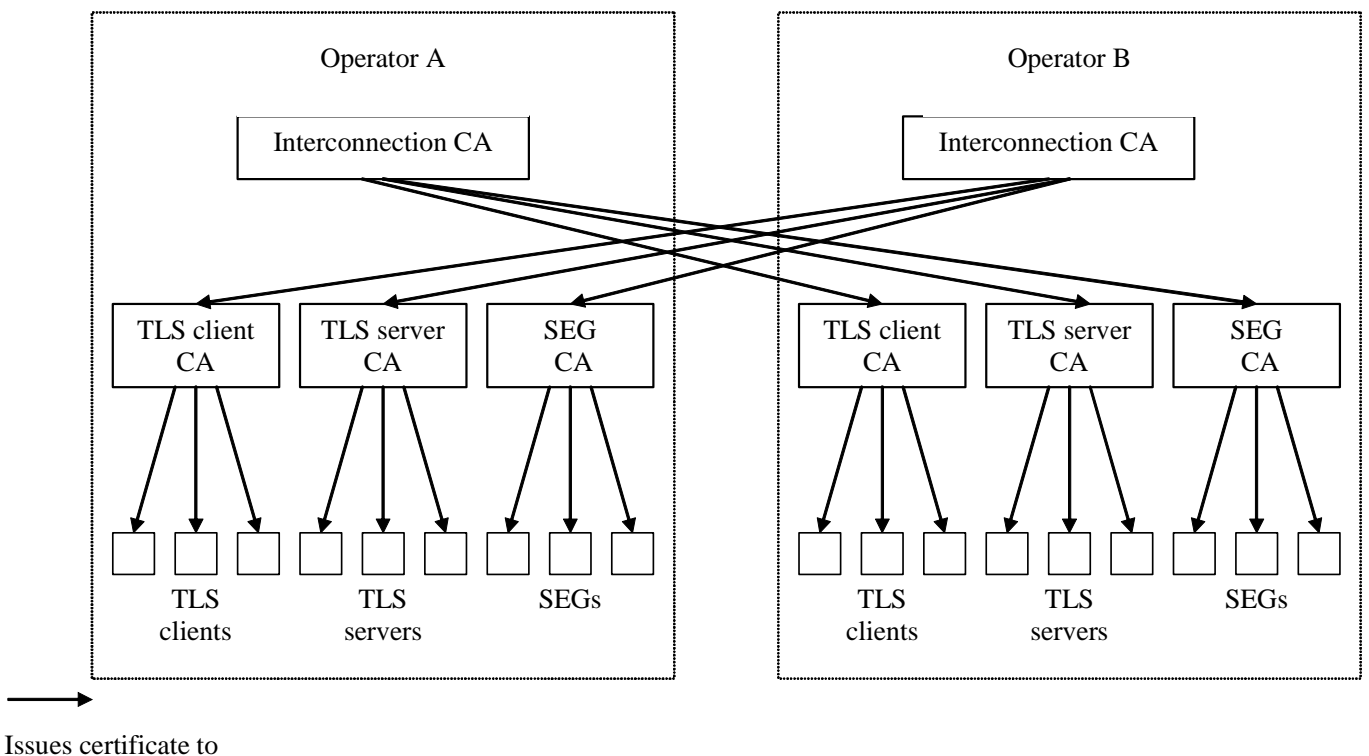 Operator A
Operator B
Interconnection CA
Interconnection CA
TLS client
CA
TLS server
CA
SEG
CA
TLS client
CA
TLS server
CA
SEG
CA
TLS
clients
TLS
servers
SEGs
TLS
clients
TLS
servers
SEGs
Issues certificate to